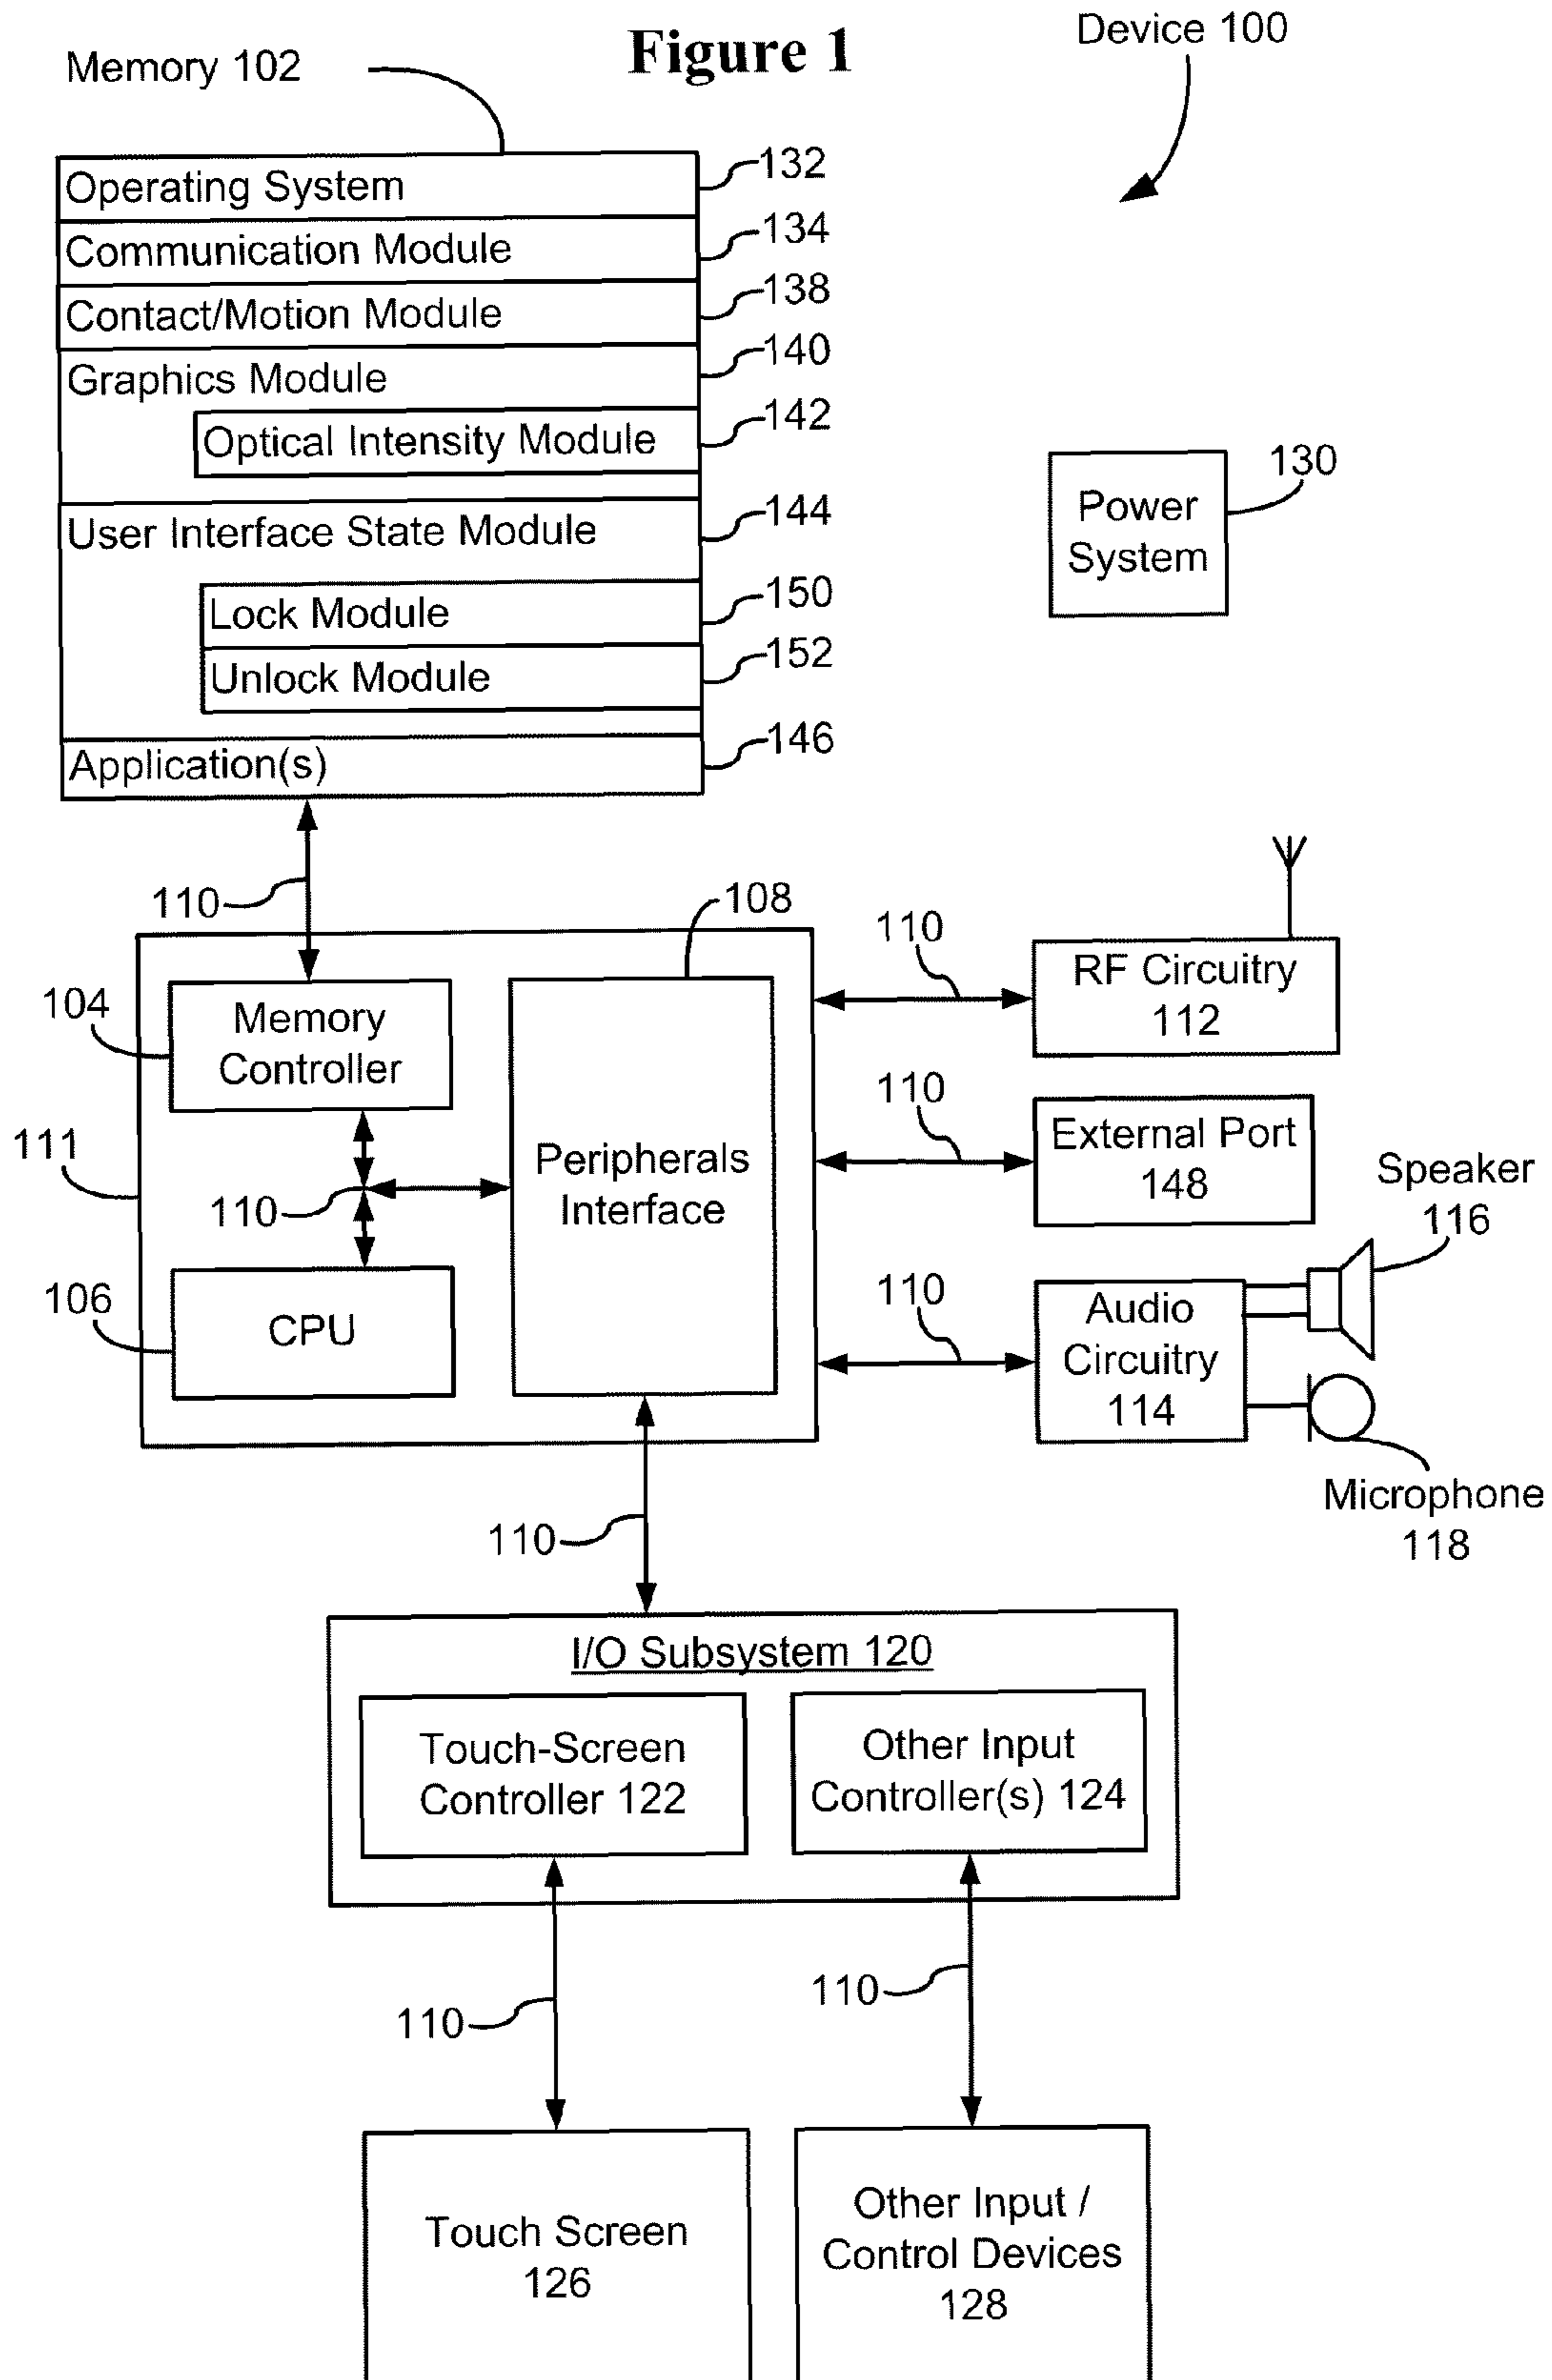 Figure 1
Device 100
Memory 102
Operating System
132
Communication Module
134
Contact/Motion Module
138
Graphics Module
140
Optical Intensity Module
142
User Interface State Module
144
Lock Module
150
Unlock Module
152
Application(s)
146
Power
System
130
110
108
104
Memory
Controller
111
110
Peripherals
Interface
106
CPU
110
RF Circuitry
112
110
External Port
148
110
Audio
Circuitry
114
Speaker
116
Microphone
118
110
I/O Subsystem 120
Touch-Screen
Controller 122
Other Input
Controller(s) 124
110
110
Touch Screen
126
Other Input /
Control Devices
128